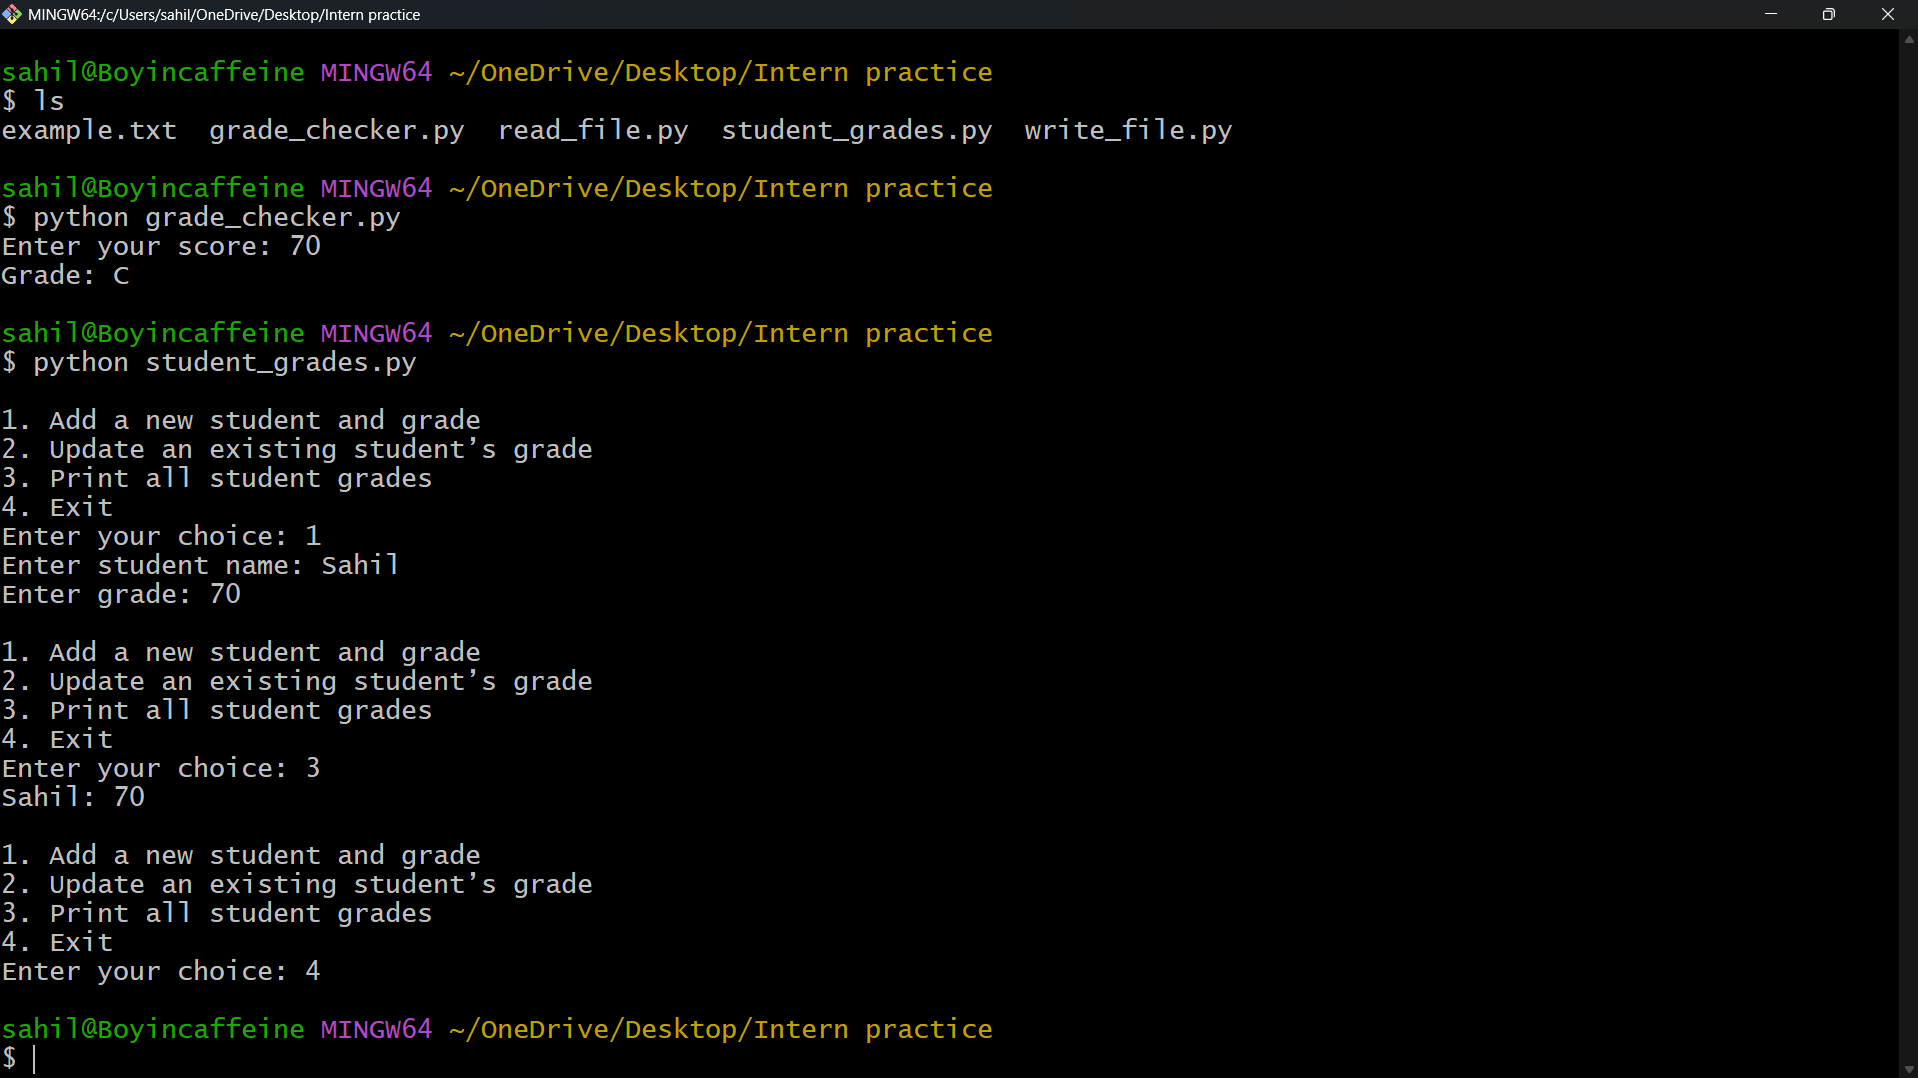 MINGW64:/c/Users/sahil/OneDrive/Desktop/Intern practice
sahil@Boyincaffeine MINGW64 ~/OneDrive/Desktop/Intern practice
$ ls
example.txt  grade_checker.py  read_file.py  student_grades.py  write_file.py
sahil@Boyincaffeine MINGW64 ~/OneDrive/Desktop/Intern practice
$ python grade_checker.py
Enter your score: 70
Grade: C
sahil@Boyincaffeine MINGW64 ~/OneDrive/Desktop/Intern practice
$ python student_grades.py
1. Add a new student and grade
2. Update an existing student’s grade
3. Print all student grades
4. Exit
Enter your choice: 1
Enter student name: Sahil
Enter grade: 70
1. Add a new student and grade
2. Update an existing student’s grade
3. Print all student grades
4. Exit
Enter your choice: 3
Sahil: 70
1. Add a new student and grade
2. Update an existing student’s grade
3. Print all student grades
4. Exit
Enter your choice: 4
sahil@Boyincaffeine MINGW64 ~/OneDrive/Desktop/Intern practice
$